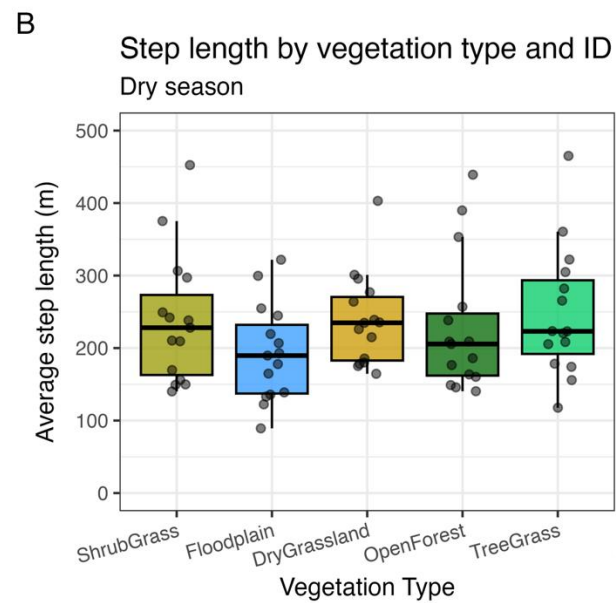 B
Step length by vegetation type and ID
Dry season
Average step length (m)
500
400
300
200
100
0
ShrubGrass
Floodplain
DryGrassland
OpenForest
TreeGrass
Vegetation Type